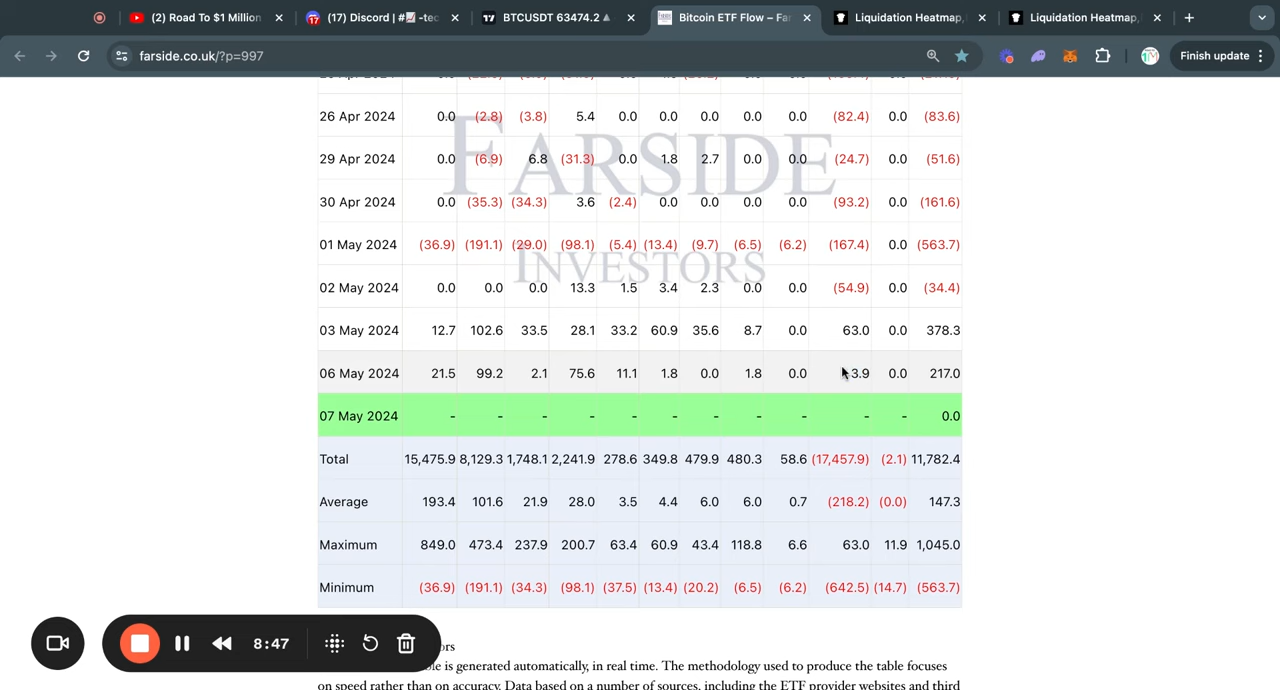 (2) Road To $1 Million
(17) Discord | #📈 -tec
BTCUSDT 63474.2 ▲
Bitcoin ETF Flow – Far
Liquidation Heatmap,
Liquidation Heatmap,
farside.co.uk/?p=997
Finish update
26 Apr 2024 0.0 (2.8) (3.8) 5.4 0.0 0.0 0.0 0.0 0.0 (82.4) 0.0 (83.6)
FARSIDE
29 Apr 2024 0.0 (6.9) 6.8 (31.3) 0.0 1.8 2.7 0.0 0.0 (24.7) 0.0 (51.6)
30 Apr 2024 0.0 (35.3) (34.3) 3.6 (2.4) 0.0 0.0 0.0 0.0 (93.2) 0.0 (161.6)
01 May 2024 (36.9) (191.1) (29.0) (98.1) (5.4) (13.4) (9.7) (6.5) (6.2) (167.4) 0.0 (563.7)
INVESTORS
02 May 2024 0.0 0.0 0.0 13.3 1.5 3.4 2.3 0.0 0.0 (54.9) 0.0 (34.4)
03 May 2024 12.7 102.6 33.5 28.1 33.2 60.9 35.6 8.7 0.0 63.0 0.0 378.3
06 May 2024 21.5 99.2 2.1 75.6 11.1 1.8 0.0 1.8 0.0 3.9 0.0 217.0
07 May 2024 - - - - - - - - - - - 0.0
Total 15,475.9 8,129.3 1,748.1 2,241.9 278.6 349.8 479.9 480.3 58.6 (17,457.9) (2.1) 11,782.4
Average 193.4 101.6 21.9 28.0 3.5 4.4 6.0 6.0 0.7 (218.2) (0.0) 147.3
Maximum 849.0 473.4 237.9 200.7 63.4 60.9 43.4 118.8 6.6 63.0 11.9 1,045.0
Minimum (36.9) (191.1) (34.3) (98.1) (37.5) (13.4) (20.2) (6.5) (6.2) (642.5) (14.7) (563.7)
8:47
ors
le is generated automatically, in real time. The methodology used to produce the table focuses
on speed rather than on accuracy. Data based on a number of sources, including the ETF provider websites and third